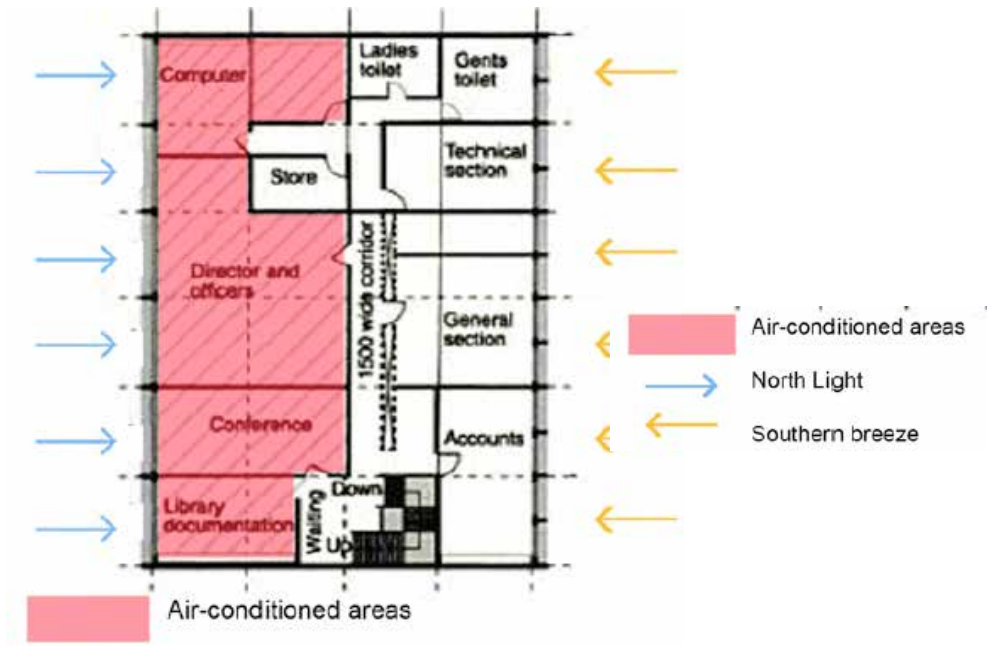 Computer
Ladies
toilet
Gents
toilet
Technical
section
Store
Director and
officers
1500 wide corridor
General
section
Conference
Accounts
Library
documentation
Waiting
Down
Up
Air-conditioned areas
North Light
Southern breeze
Air-conditioned areas